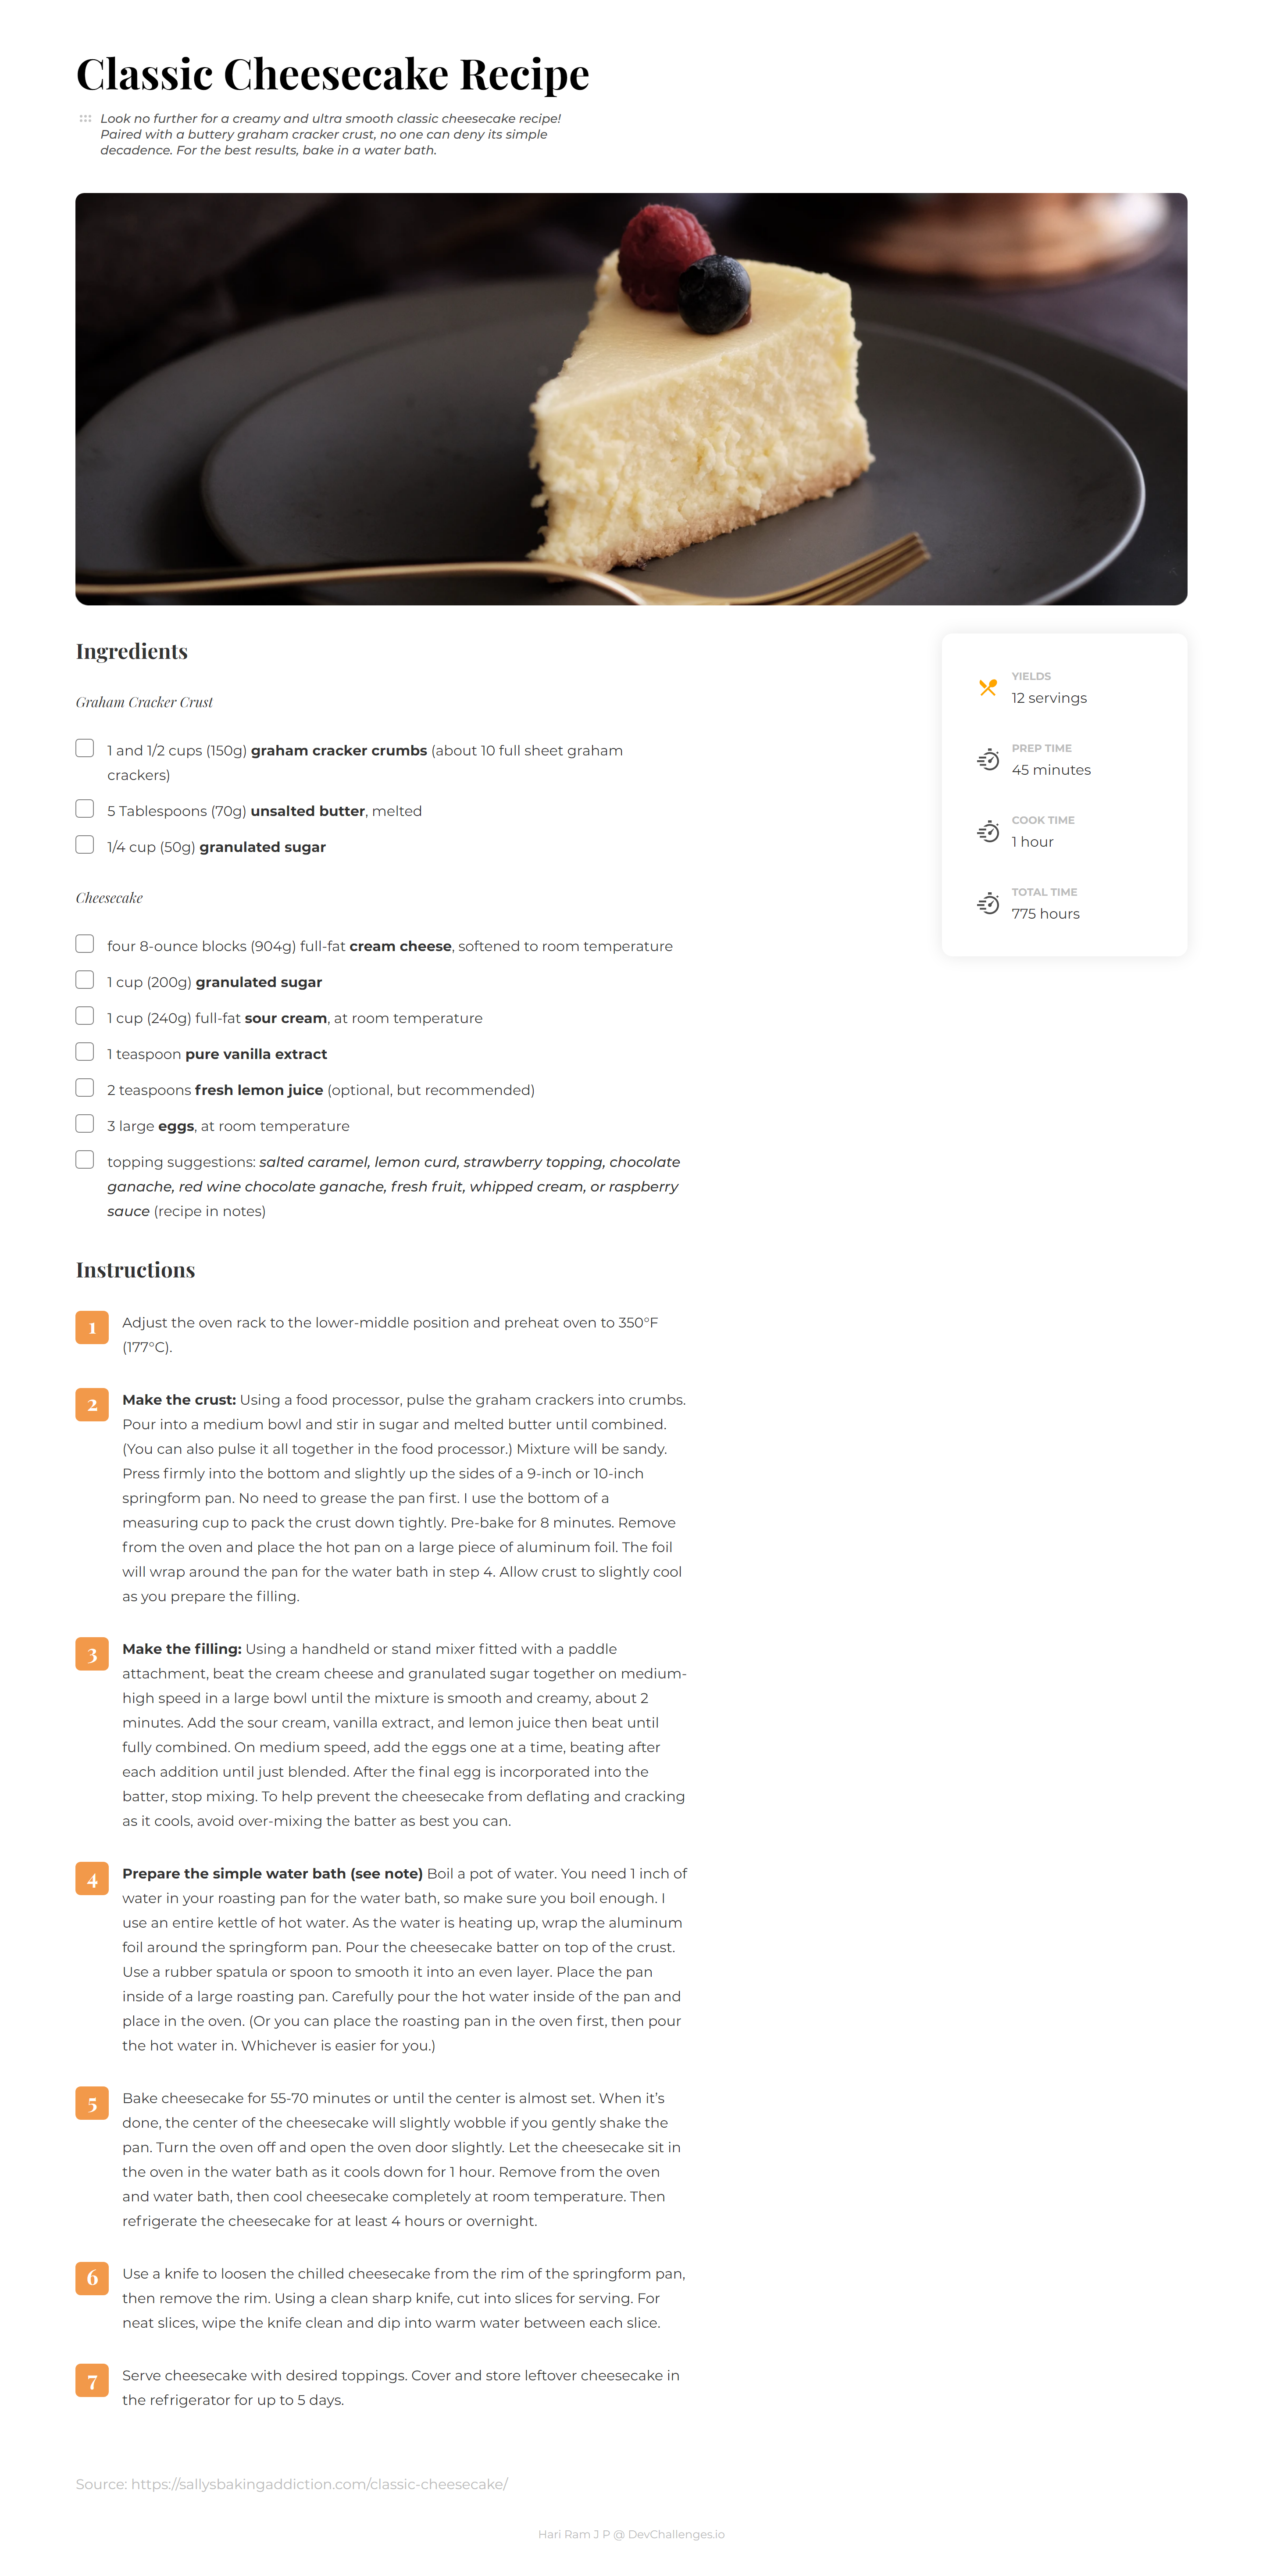 Classic Cheesecake Recipe
Look no further for a creamy and ultra smooth classic cheesecake recipe!
Paired with a buttery graham cracker crust, no one can deny its simple
decadence. For the best results, bake in a water bath.
Ingredients
Graham Cracker Crust
1 and 1/2 cups (150g) graham cracker crumbs (about 10 full sheet graham
crackers)
5 Tablespoons (70g) unsalted butter, melted
1/4 cup (50g) granulated sugar
Cheesecake
four 8-ounce blocks (904g) full-fat cream cheese, softened to room temperature
1 cup (200g) granulated sugar
1 cup (240g) full-fat sour cream, at room temperature
1 teaspoon pure vanilla extract
2 teaspoons fresh lemon juice (optional, but recommended)
3 large eggs, at room temperature
topping suggestions: salted caramel, lemon curd, strawberry topping, chocolate
ganache, red wine chocolate ganache, fresh fruit, whipped cream, or raspberry
sauce (recipe in notes)
YIELDS
12 servings
PREP TIME
45 minutes
COOK TIME
1 hour
TOTAL TIME
775 hours
Instructions
1 Adjust the oven rack to the lower-middle position and preheat oven to 350°F
(177°C).
2 Make the crust: Using a food processor, pulse the graham crackers into crumbs.
Pour into a medium bowl and stir in sugar and melted butter until combined.
(You can also pulse it all together in the food processor.) Mixture will be sandy.
Press firmly into the bottom and slightly up the sides of a 9-inch or 10-inch
springform pan. No need to grease the pan first. I use the bottom of a
measuring cup to pack the crust down tightly. Pre-bake for 8 minutes. Remove
from the oven and place the hot pan on a large piece of aluminum foil. The foil
will wrap around the pan for the water bath in step 4. Allow crust to slightly cool
as you prepare the filling.
3 Make the filling: Using a handheld or stand mixer fitted with a paddle
attachment, beat the cream cheese and granulated sugar together on medium-
high speed in a large bowl until the mixture is smooth and creamy, about 2
minutes. Add the sour cream, vanilla extract, and lemon juice then beat until
fully combined. On medium speed, add the eggs one at a time, beating after
each addition until just blended. After the final egg is incorporated into the
batter, stop mixing. To help prevent the cheesecake from deflating and cracking
as it cools, avoid over-mixing the batter as best you can.
4 Prepare the simple water bath (see note) Boil a pot of water. You need 1 inch of
water in your roasting pan for the water bath, so make sure you boil enough. I
use an entire kettle of hot water. As the water is heating up, wrap the aluminum
foil around the springform pan. Pour the cheesecake batter on top of the crust.
Use a rubber spatula or spoon to smooth it into an even layer. Place the pan
inside of a large roasting pan. Carefully pour the hot water inside of the pan and
place in the oven. (Or you can place the roasting pan in the oven first, then pour
the hot water in. Whichever is easier for you.)
5 Bake cheesecake for 55-70 minutes or until the center is almost set. When it’s
done, the center of the cheesecake will slightly wobble if you gently shake the
pan. Turn the oven off and open the oven door slightly. Let the cheesecake sit in
the oven in the water bath as it cools down for 1 hour. Remove from the oven
and water bath, then cool cheesecake completely at room temperature. Then
refrigerate the cheesecake for at least 4 hours or overnight.
6 Use a knife to loosen the chilled cheesecake from the rim of the springform pan,
then remove the rim. Using a clean sharp knife, cut into slices for serving. For
neat slices, wipe the knife clean and dip into warm water between each slice.
7 Serve cheesecake with desired toppings. Cover and store leftover cheesecake in
the refrigerator for up to 5 days.
Source: https://sallysbakingaddiction.com/classic-cheesecake/
Hari Ram J P @ DevChallenges.io